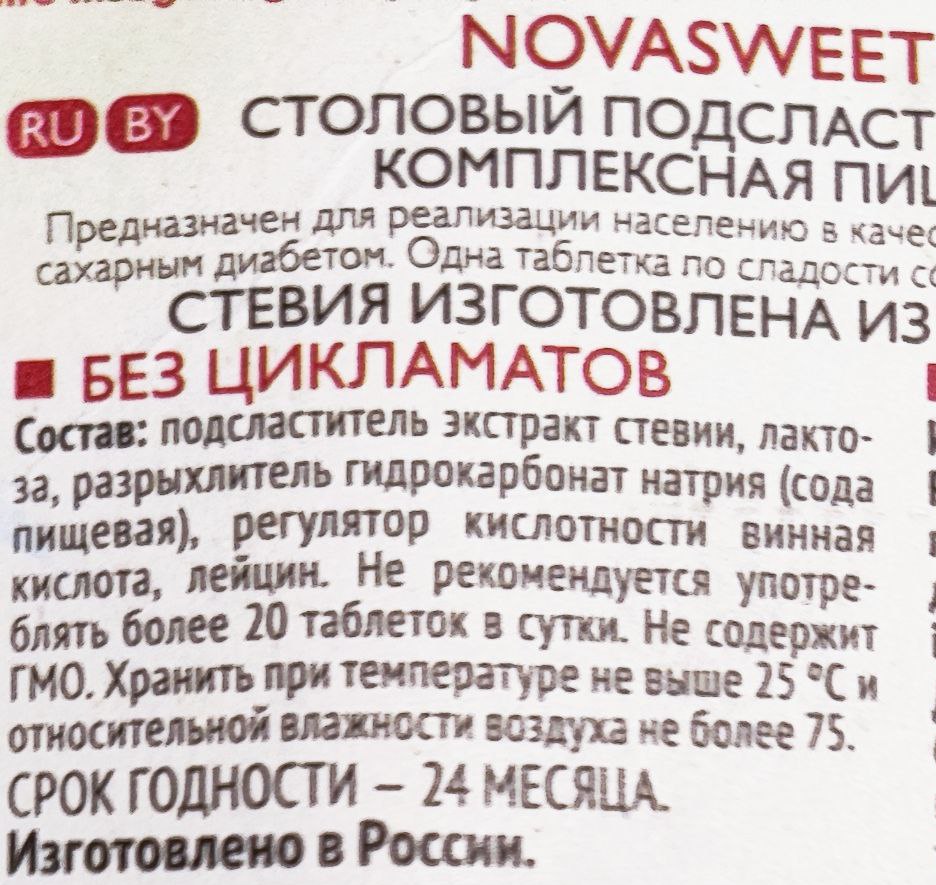 NOVASWEET
RU BY СТОЛОВЫЙ ПОДСЛАСТ
КОМПЛЕКСНАЯ ПИЩ
Предназначен для реализации населению в качес
сахарным диабетом. Одна таблетка по сладости со
СТЕВИЯ ИЗГОТОВЛЕНА ИЗ
БЕЗ ЦИКЛАМАТОВ
Состав: подсластитель экстракт стевии, лакто-
за, разрыхлитель гидрокарбонат натрия (сода
пищевая), регулятор кислотности винная
кислота, лейцин. Не рекомендуется употре-
блять более 20 таблеток в сутки. Не содержит
ГМО. Хранить при температуре не выше 25 °C и
относительной влажности воздуха не более 75.
СРОК ГОДНОСТИ – 24 МЕСЯЦА.
Изготовлено в России.